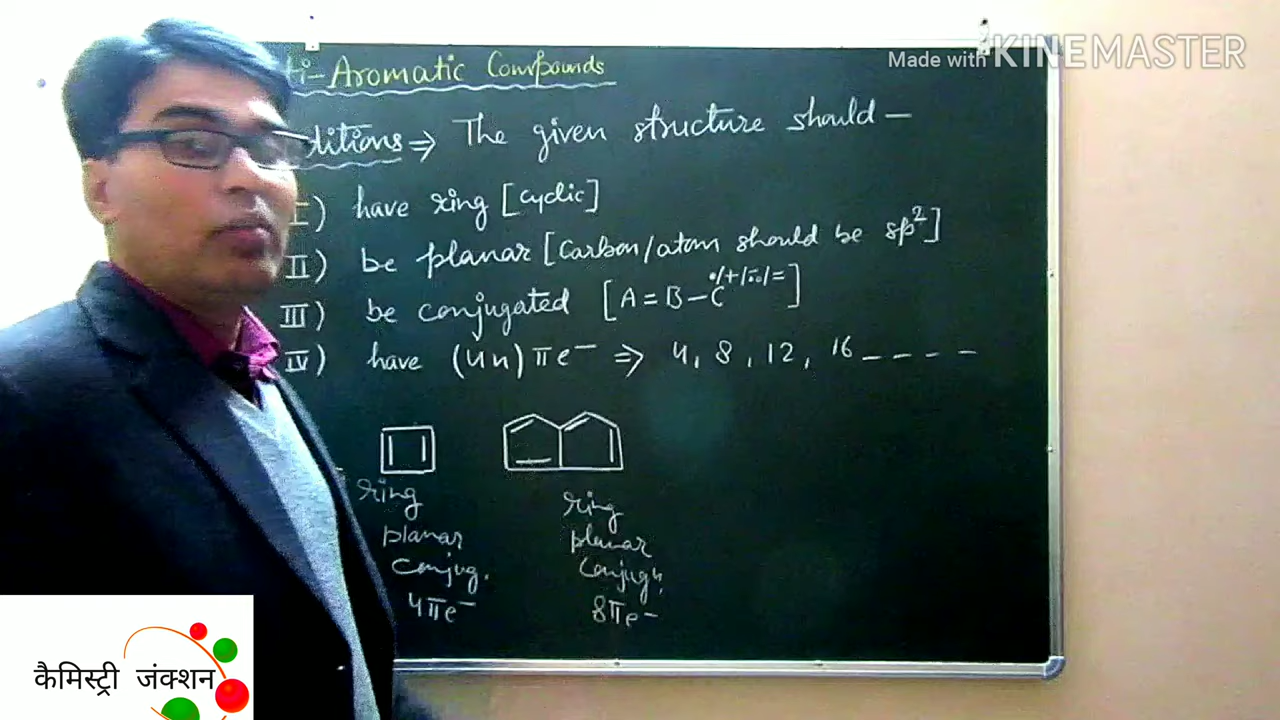 Made with KINEMASTER
ti-Aromatic Compounds
ditions ⇒ The given structure should —
I) have ring [cyclic]
II) be planar [Carbon/atom should be sp²]
III) be conjugated [A=B-C
IV) have (4n)πe⁻ ⇒ 4, 8, 12, 16 _ _ _ _
ring
planar
conjug.
4πe⁻
ring
planar
8πe⁻
कैमिस्ट्री जंक्शन